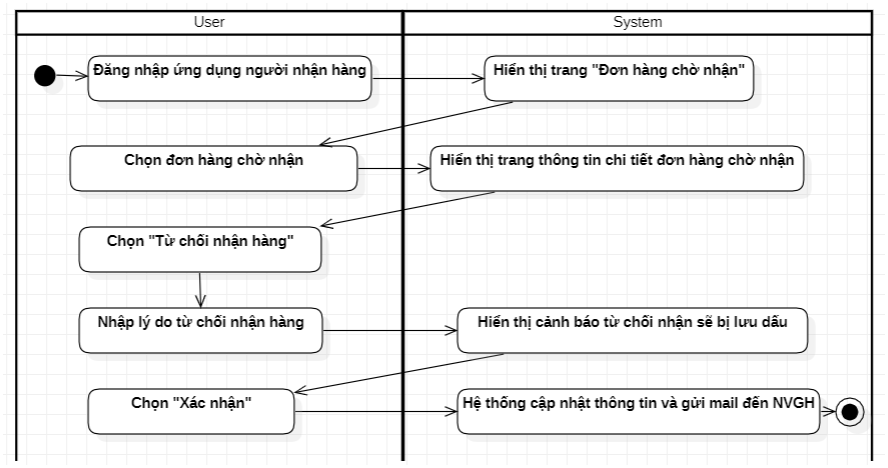 User
System
Đăng nhập ứng dụng người nhận hàng
Hiển thị trang "Đơn hàng chờ nhận"
Chọn đơn hàng chờ nhận
Hiển thị trang thông tin chi tiết đơn hàng chờ nhận
Chọn "Từ chối nhận hàng"
Nhập lý do từ chối nhận hàng
Hiển thị cảnh báo từ chối nhận sẽ bị lưu dấu
Chọn "Xác nhận"
Hệ thống cập nhật thông tin và gửi mail đến NVGH